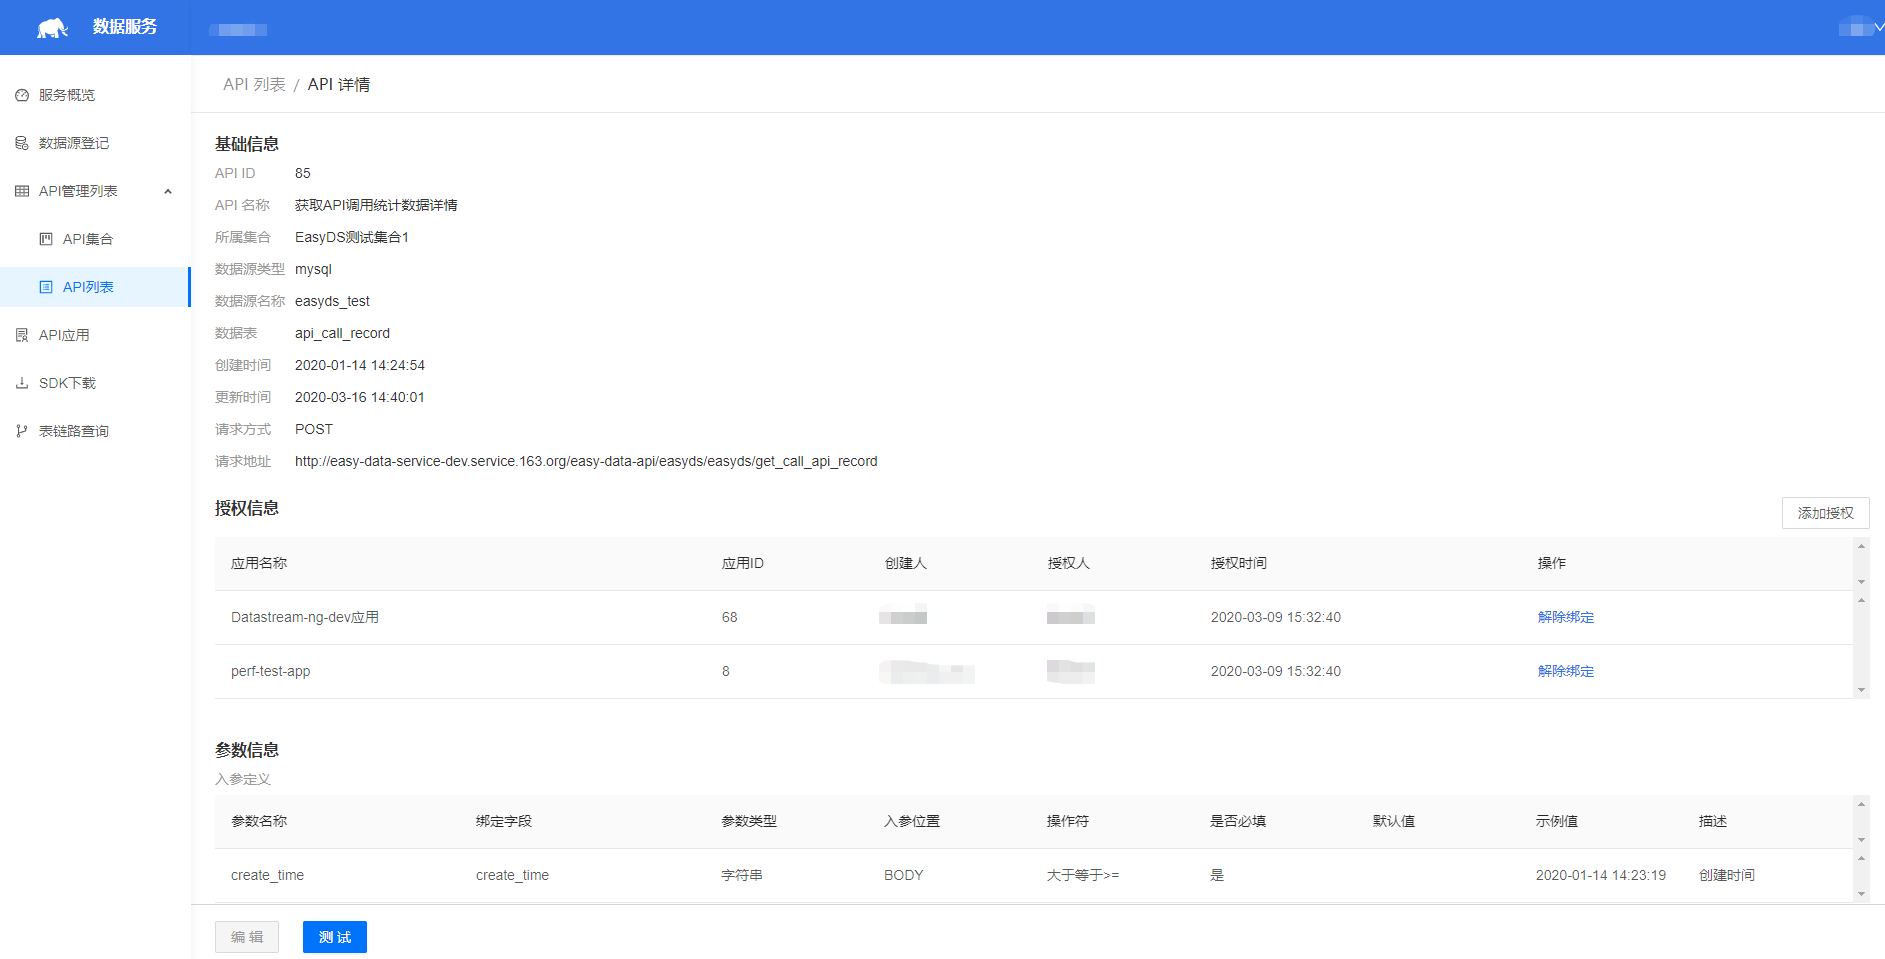 数据服务
服务概览
数据源登记
API管理列表
API集合
API列表
API应用
SDK下载
表链路查询
API 列表 / API 详情
基础信息
API ID 85
API 名称 获取API调用统计数据详情
所属集合 EasyDS测试集合1
数据源类型 mysql
数据源名称 easyds_test
数据表 api_call_record
创建时间 2020-01-14 14:24:54
更新时间 2020-03-16 14:40:01
请求方式 POST
请求地址 http://easy-data-service-dev.service.163.org/easy-data-api/easyds/easyds/get_call_api_record
授权信息 添加授权
应用名称 应用ID 创建人 授权人 授权时间 操作
Datastream-ng-dev应用 68 2020-03-09 15:32:40 解除绑定
perf-test-app 8 2020-03-09 15:32:40 解除绑定
参数信息
入参定义
参数名称 绑定字段 参数类型 入参位置 操作符 是否必填 默认值 示例值 描述
create_time create_time 字符串 BODY 大于等于>= 是 2020-01-14 14:23:19 创建时间
编 辑 测 试